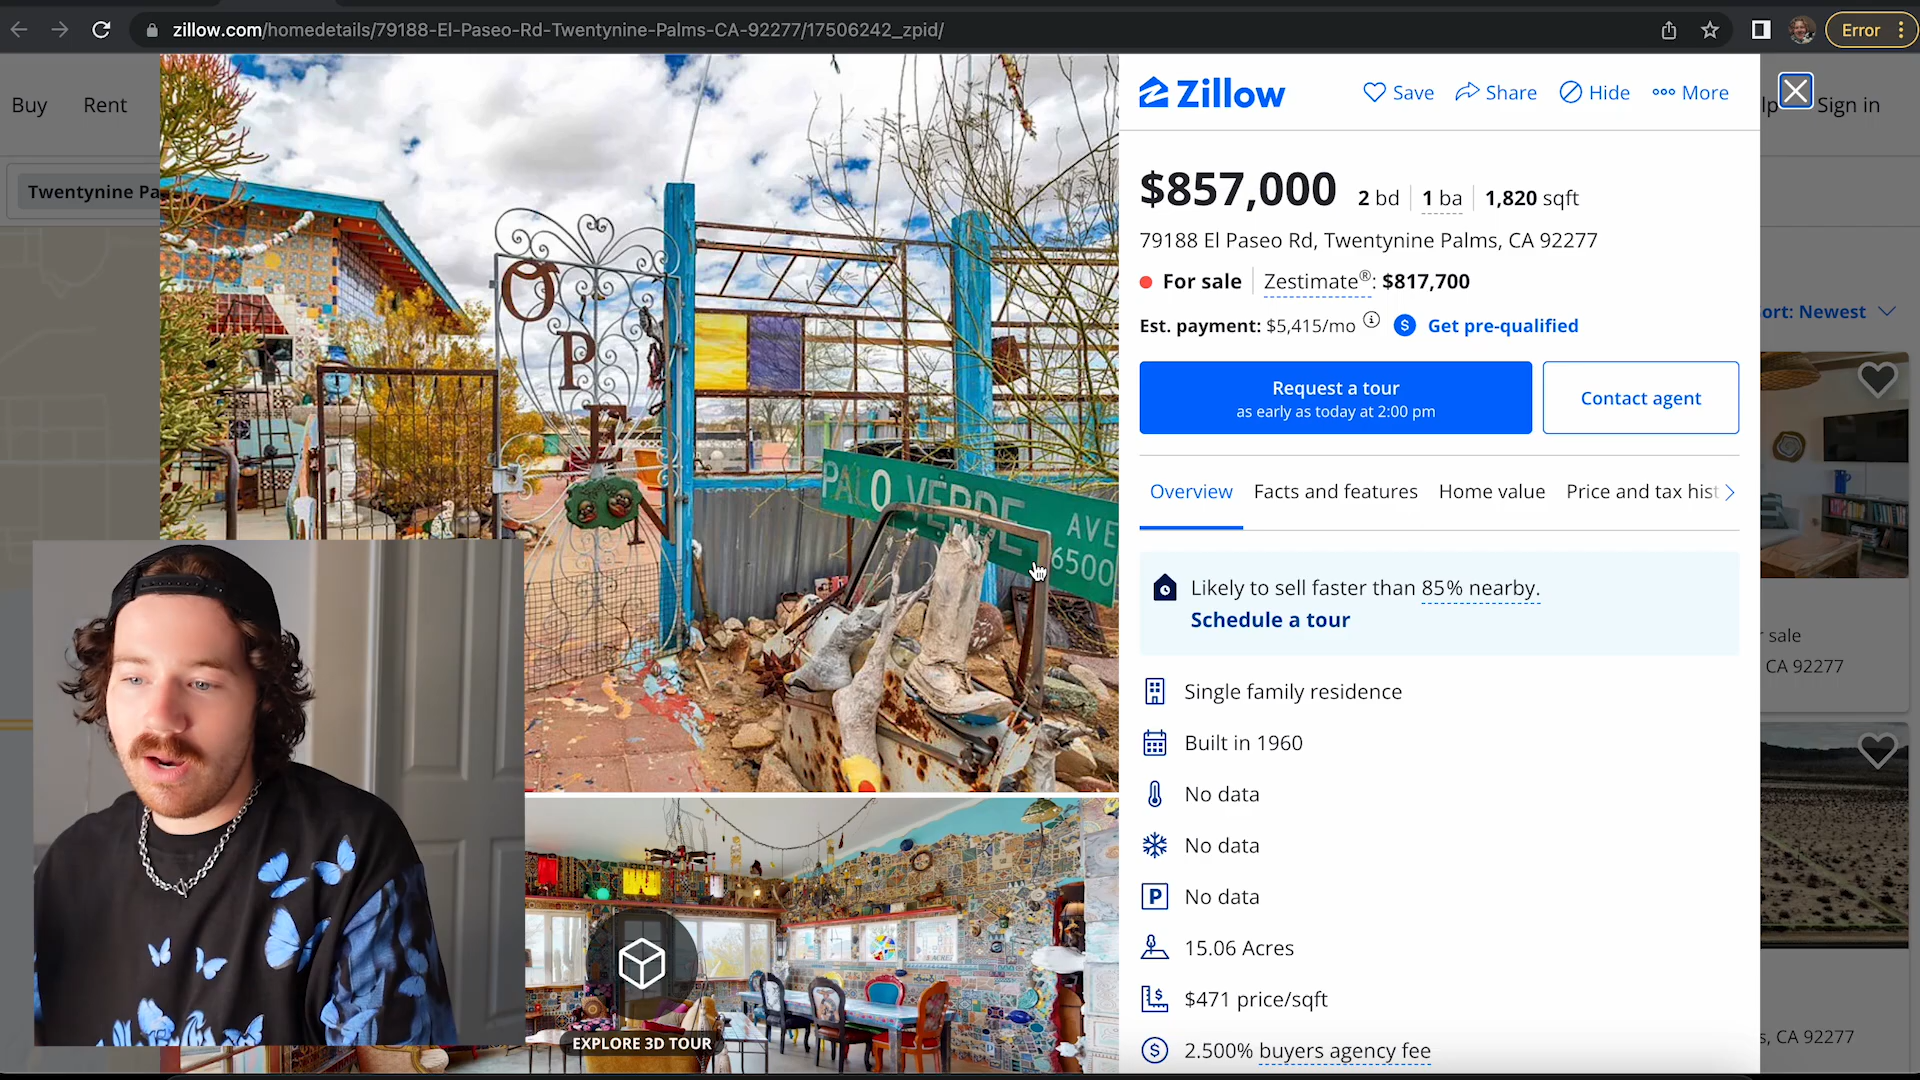 zillow.com/homedetails/79188-El-Paseo-Rd-Twentynine-Palms-CA-92277/17506242_zpid/
Error
Buy Rent
Sign in
Twentynine Pa
OPEN
PALO VERDE AVE
6500
EXPLORE 3D TOUR
Zillow
Save Share Hide More
$857,000 2 bd 1 ba 1,820 sqft
79188 El Paseo Rd, Twentynine Palms, CA 92277
For sale Zestimate®: $817,700
Est. payment: $5,415/mo Get pre-qualified
Request a tour
as early as today at 2:00 pm
Contact agent
Overview Facts and features Home value Price and tax hist
Likely to sell faster than 85% nearby.
Schedule a tour
Single family residence
Built in 1960
No data
No data
P No data
15.06 Acres
$471 price/sqft
2.500% buyers agency fee
ort: Newest
sale
CA 92277
s, CA 92277